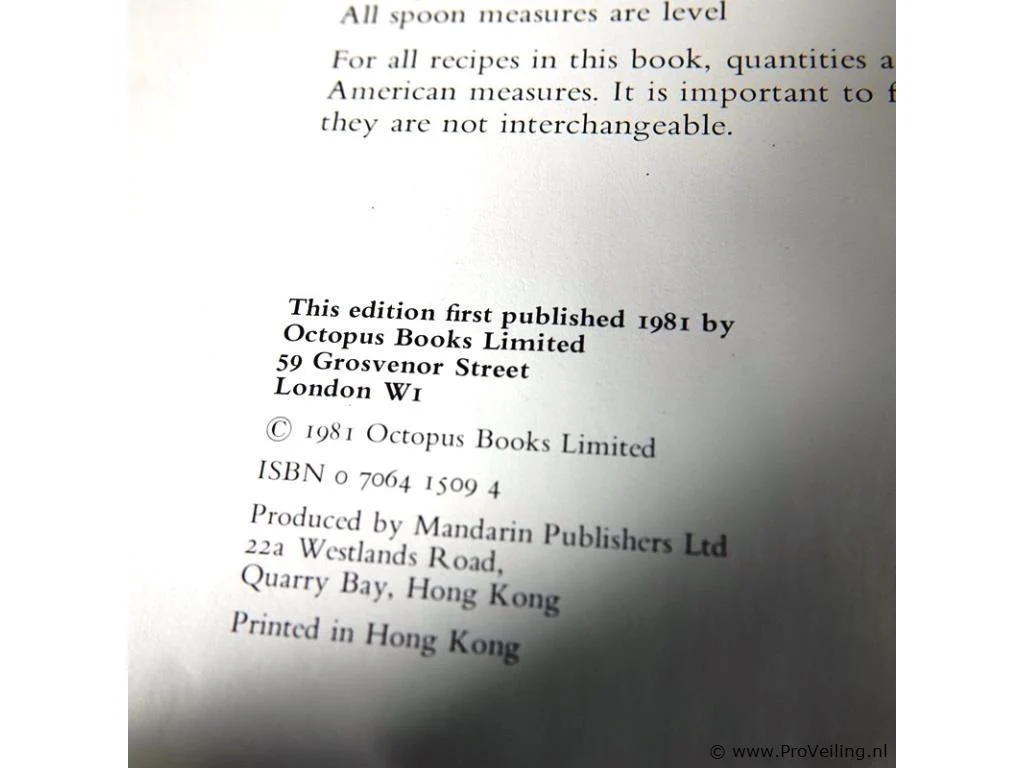 All spoon measures are level
For all recipes in this book, quantities
American measures. It is important to
they are not interchangeable.
This edition first published 1981 by
Octopus Books Limited
59 Grosvenor Street
London W1
© 1981 Octopus Books Limited
ISBN 0 7064 1509 4
Produced by Mandarin Publishers Ltd
22a Westlands Road,
Quarry Bay, Hong Kong
Printed in Hong Kong
© www.ProVeiling.nl